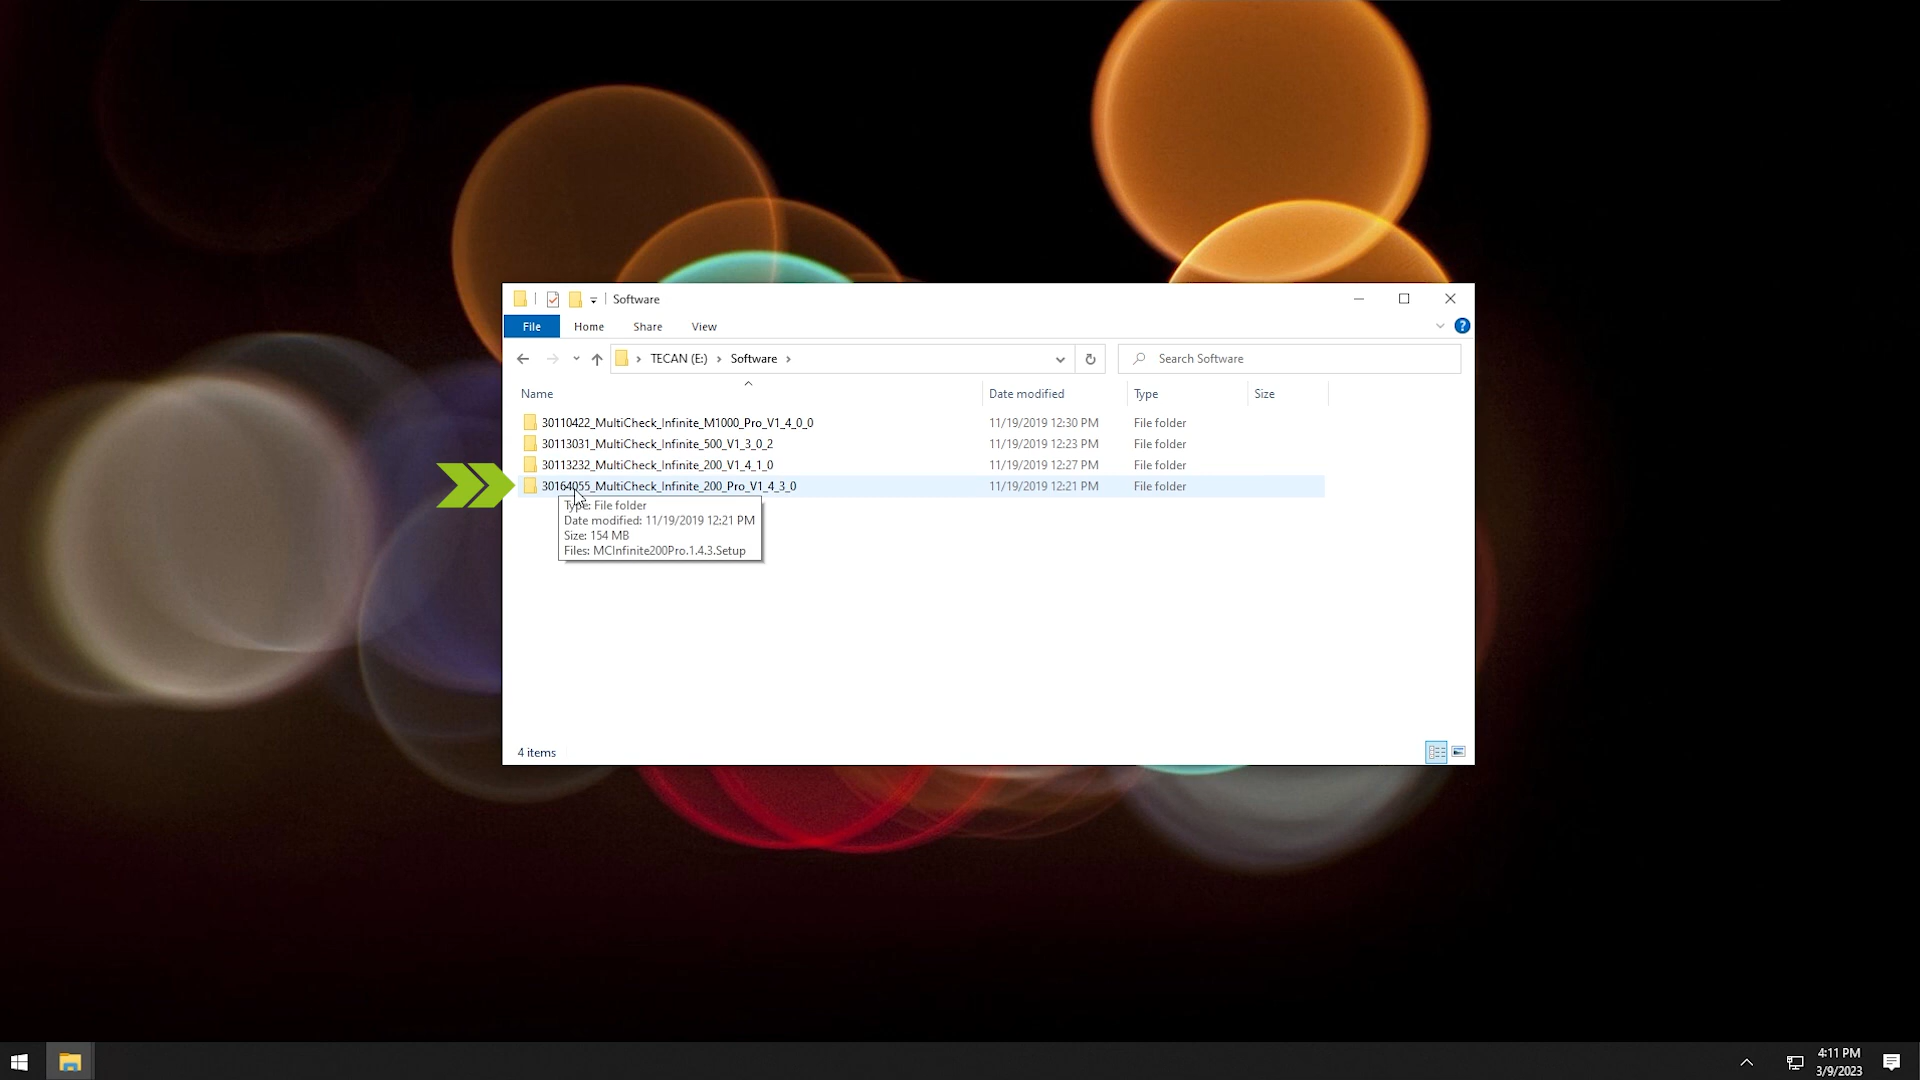 Software
File Home Share View
TECAN (E:) Software Search Software
Name Date modified Type Size
30110422_MultiCheck_Infinite_M1000_Pro_V1_4_0_0 11/19/2019 12:30 PM File folder
30113031_MultiCheck_Infinite_500_V1_3_0_2 11/19/2019 12:23 PM File folder
30113232_MultiCheck_Infinite_200_V1_4_1_0 11/19/2019 12:27 PM File folder
30164055_MultiCheck_Infinite_200_Pro_V1_4_3_0 11/19/2019 12:21 PM File folder
Type: File folder
Date modified: 11/19/2019 12:21 PM
Size: 154 MB
Files: MCInfinite200Pro.1.4.3.Setup
4 items
4:11 PM
3/9/2023